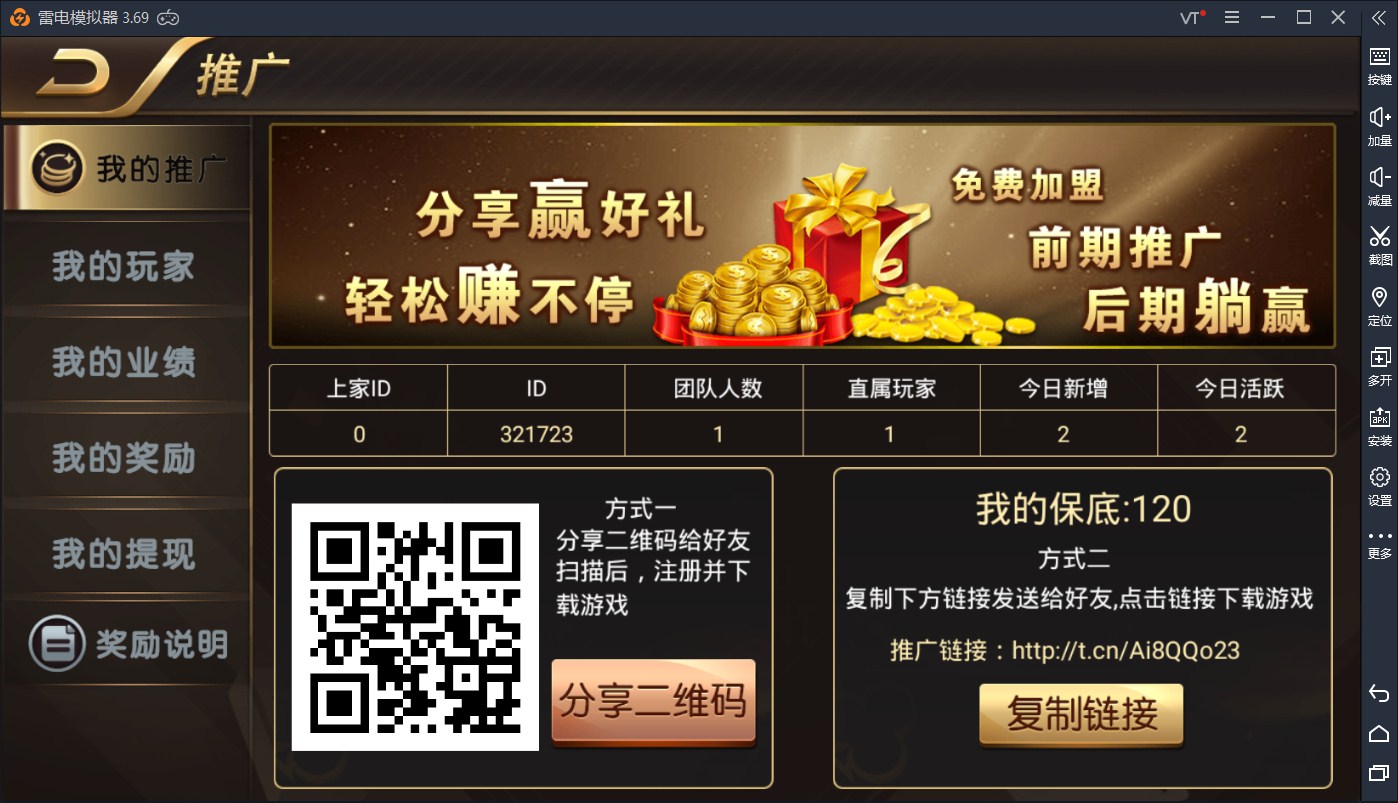 雷电模拟器 3.69
VT
推广
我的推广
我的玩家
我的业绩
我的奖励
我的提现
奖励说明
分享赢好礼
轻松赚不停
免费加盟
前期推广
后期躺赢
上家ID ID 团队人数 直属玩家 今日新增 今日活跃
0 321723 1 1 2 2
方式一
分享二维码给好友
扫描后，注册并下
载游戏
分享二维码
我的保底:120
方式二
复制下方链接发送给好友,点击链接下载游戏
推广链接：http://t.cn/Ai8QQo23
复制链接
按键
加量
减量
截图
定位
多开
APK
安装
设置
更多